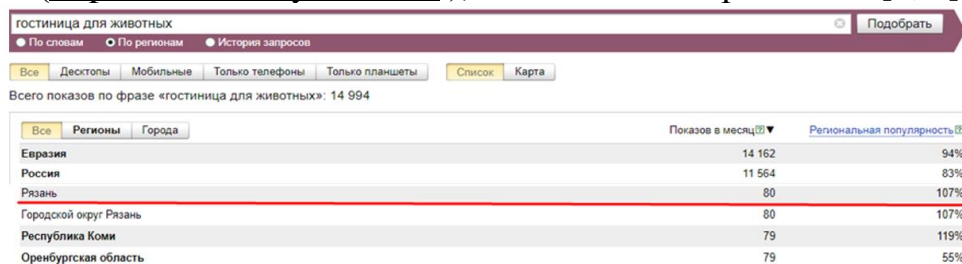 гостиница для животных Подобрать
По словам По регионам История запросов
Все Десктопы Мобильные Только телефоны Только планшеты Список Карта
Всего показов по фразе «гостиница для животных»: 14 994
Все Регионы Города Показов в месяц ▼ Региональная популярность
Евразия 14 162 94%
Россия 11 564 83%
Рязань 80 107%
Городской округ Рязань 80 107%
Республика Коми 79 119%
Оренбургская область 79 55%